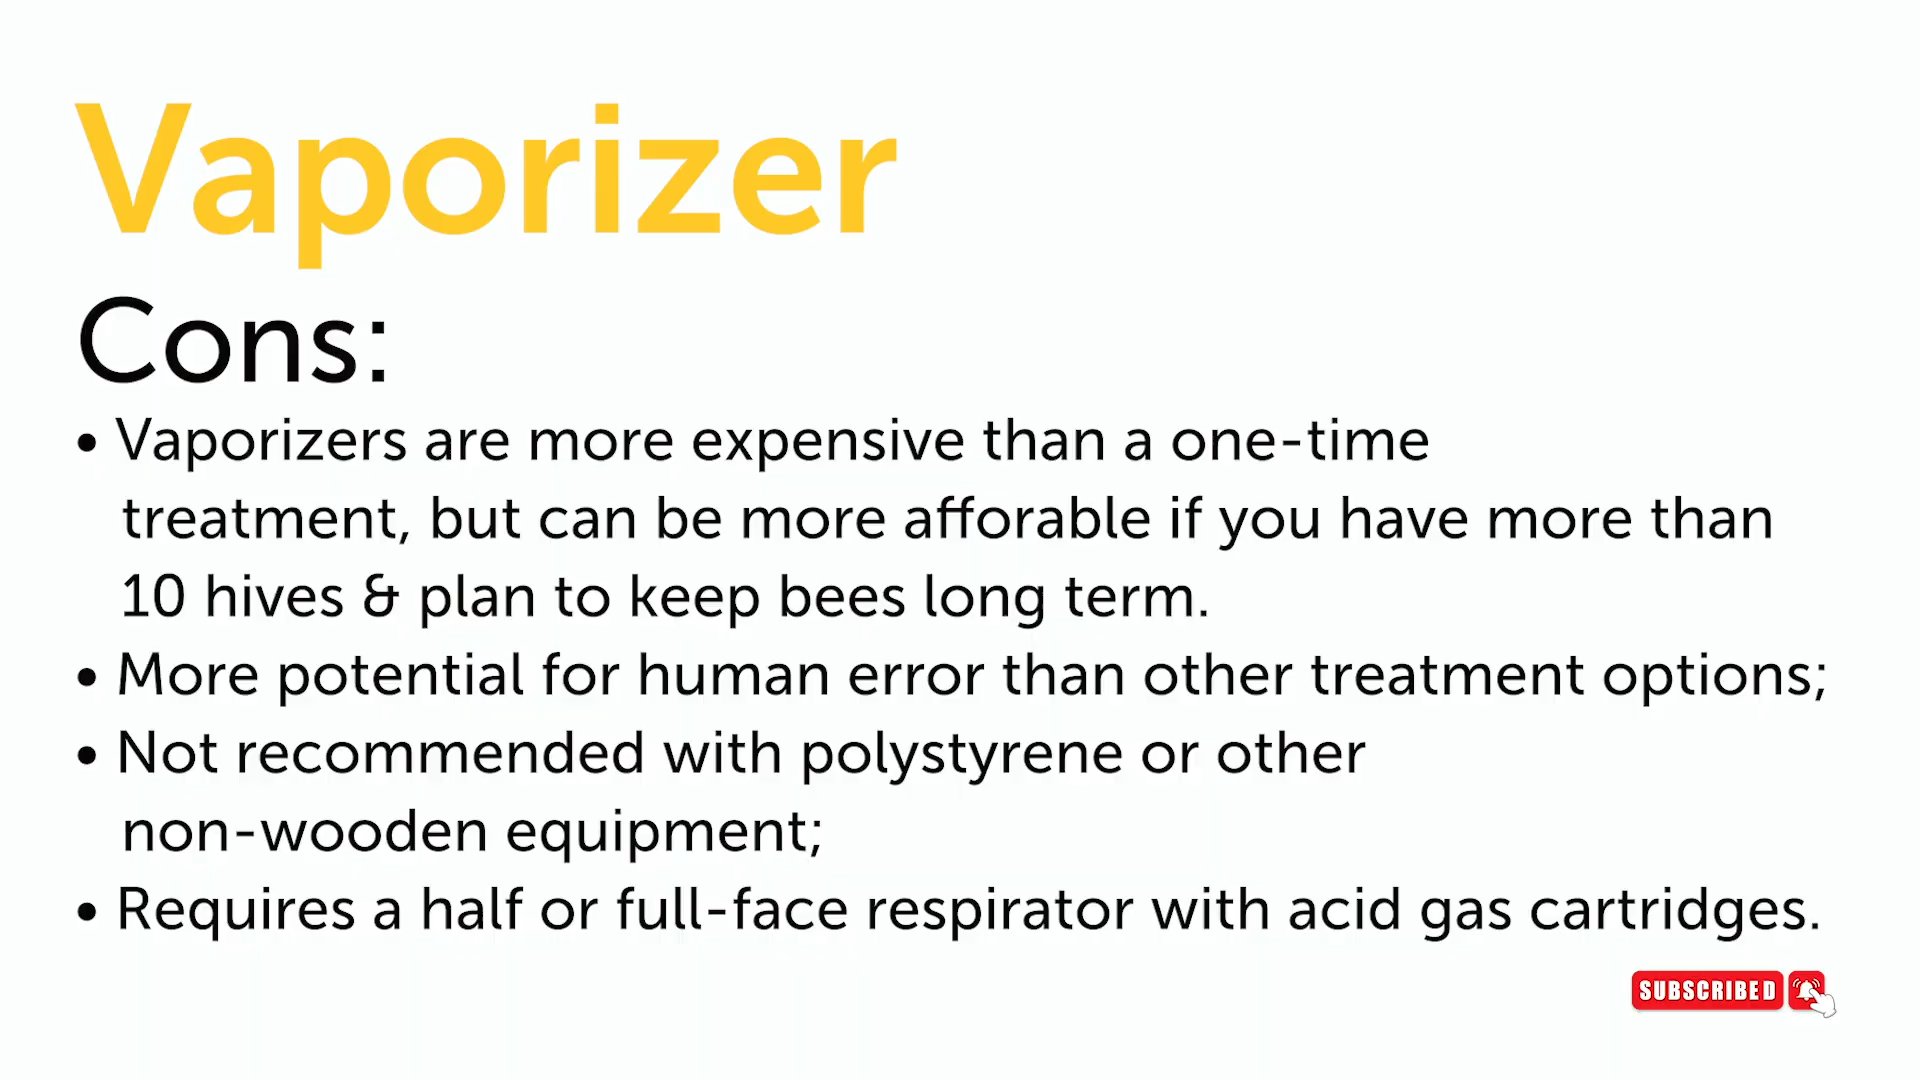 Vaporizer
Cons:
• Vaporizers are more expensive than a one-time
treatment, but can be more afforable if you have more than
10 hives & plan to keep bees long term.
• More potential for human error than other treatment options;
• Not recommended with polystyrene or other
non-wooden equipment;
• Requires a half or full-face respirator with acid gas cartridges.
SUBSCRIBED